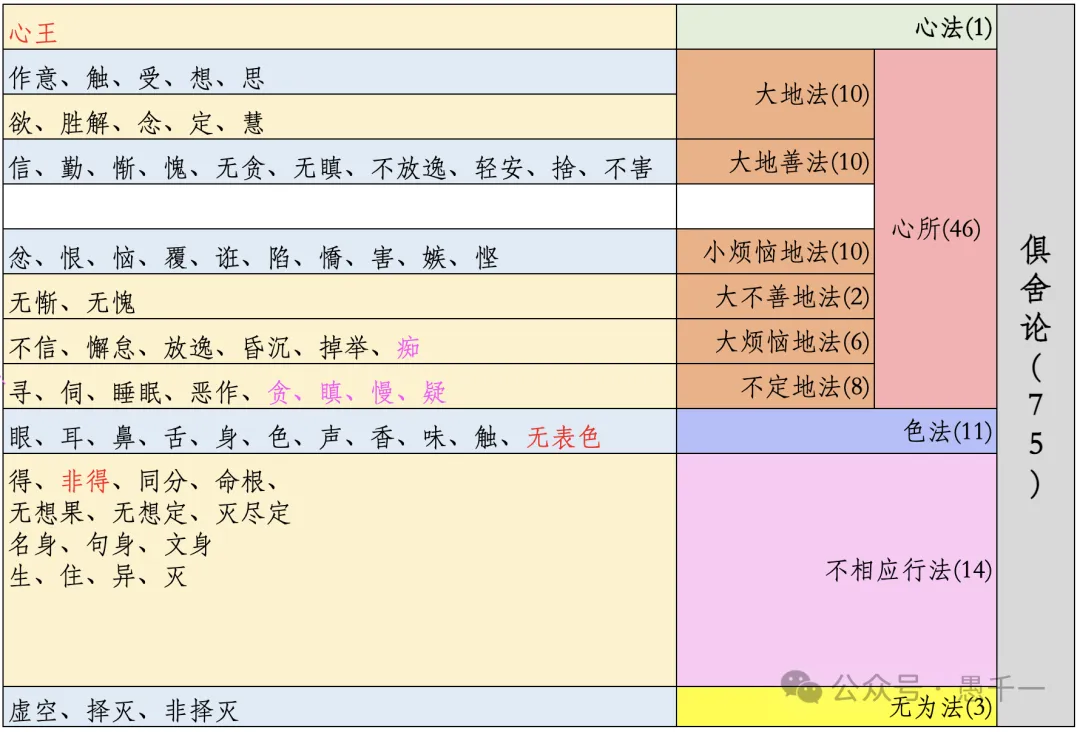 心王
心法(1)
作意、触、受、想、思
欲、胜解、念、定、慧
大地法(10)
信、勤、惭、愧、无贪、无瞋、不放逸、轻安、捨、不害
大地善法(10)
忿、恨、恼、覆、诳、陷、憍、害、嫉、悭
小烦恼地法(10)
无惭、无愧
大不善地法(2)
不信、懈怠、放逸、昏沉、掉举、痴
大烦恼地法(6)
寻、伺、睡眠、恶作、贪、瞋、慢、疑
不定地法(8)
心所(46)
眼、耳、鼻、舌、身、色、声、香、味、触、无表色
色法(11)
得、非得、同分、命根、
无想果、无想定、灭尽定
名身、句身、文身
生、住、异、灭
不相应行法(14)
虚空、择灭、非择灭
无为法(3)
俱舍论(75)
公众号·愚千一